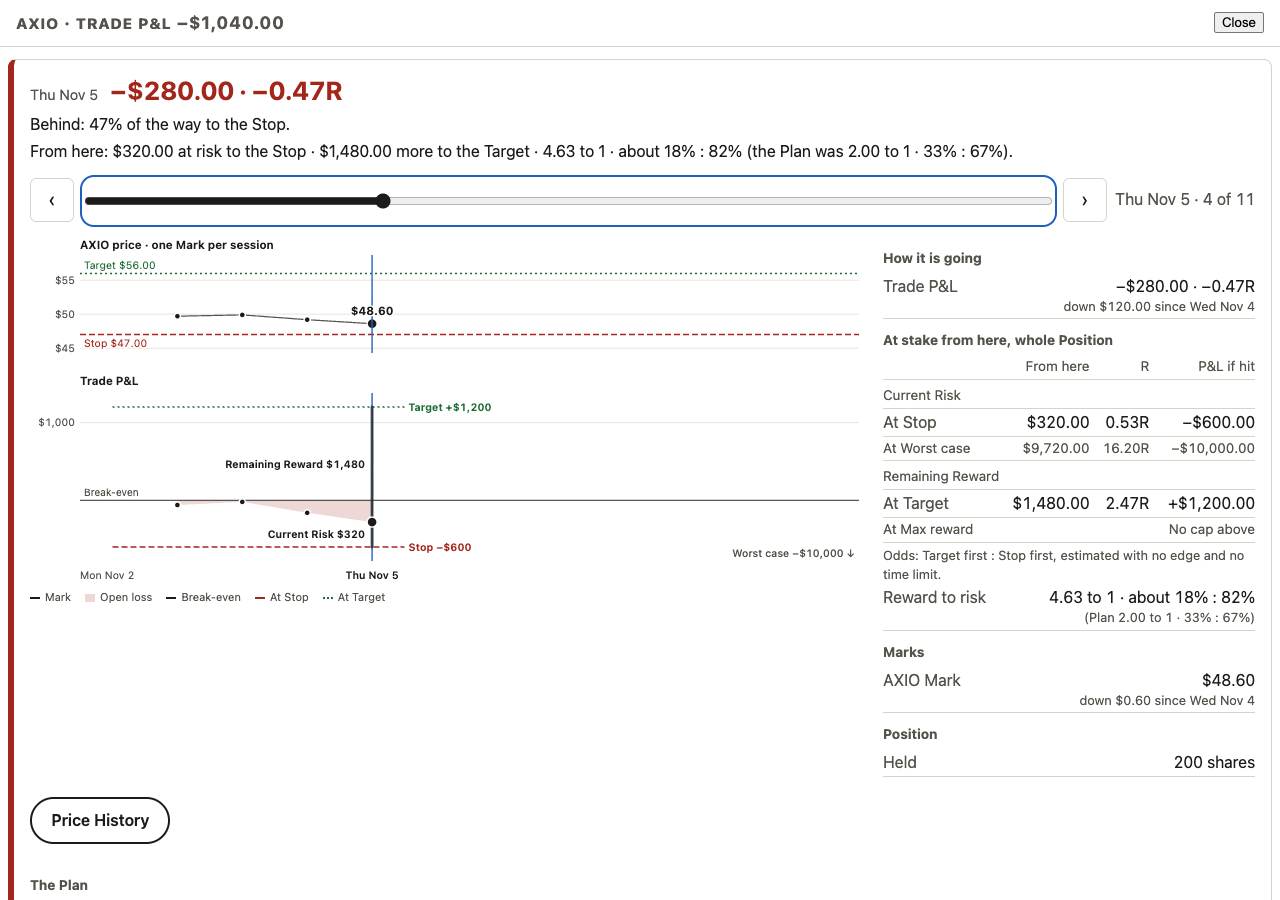 AXIO · TRADE P&L −$1,040.00
Close
Thu Nov 5 −$280.00 · −0.47R
Behind: 47% of the way to the Stop.
From here: $320.00 at risk to the Stop · $1,480.00 more to the Target · 4.63 to 1 · about 18% : 82% (the Plan was 2.00 to 1 · 33% : 67%).
‹
›
Thu Nov 5 · 4 of 11
AXIO price · one Mark per session
Target $56.00
$55
$48.60
$50
Stop $47.00
$45
Trade P&L
Target +$1,200
$1,000
Remaining Reward $1,480
Break-even
Current Risk $320
Stop −$600
Worst case −$10,000 ↓
Mon Nov 2
Thu Nov 5
Mark
Open loss
Break-even
At Stop
At Target
How it is going
Trade P&L −$280.00 · −0.47R
down $120.00 since Wed Nov 4
At stake from here, whole Position
From here R P&L if hit
Current Risk
At Stop $320.00 0.53R −$600.00
At Worst case $9,720.00 16.20R −$10,000.00
Remaining Reward
At Target $1,480.00 2.47R +$1,200.00
At Max reward No cap above
Odds: Target first : Stop first, estimated with no edge and no
time limit.
Reward to risk 4.63 to 1 · about 18% : 82%
(Plan 2.00 to 1 · 33% : 67%)
Marks
AXIO Mark $48.60
down $0.60 since Wed Nov 4
Position
Held 200 shares
Price History
The Plan